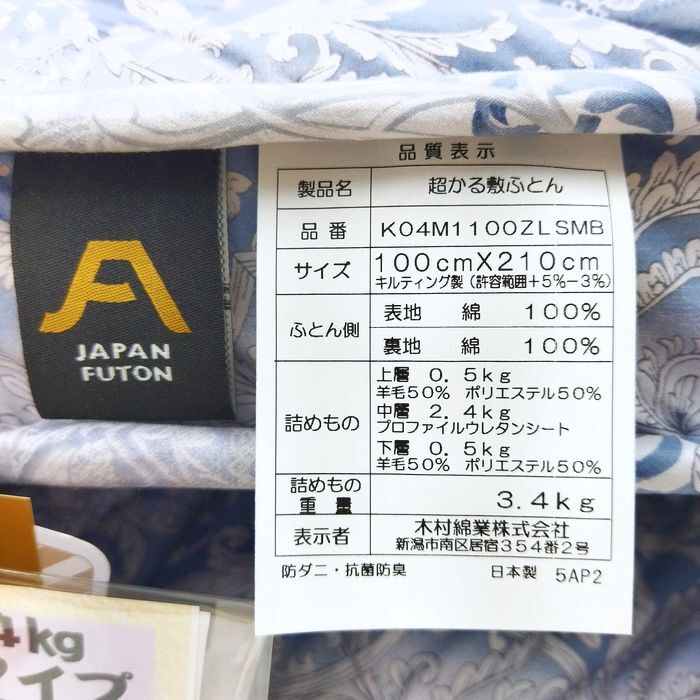 品質表示
製品名 超かる敷ふとん
品番 K04M1100ZLSMB
サイズ 100cmX210cm
キルティング製(許容範囲+5%−3%)
ふとん側 表地 綿 100%
裏地 綿 100%
詰めもの 上層 0.5kg
羊毛50% ポリエステル50%
中層 2.4kg
プロファイルウレタンシート
下層 0.5kg
羊毛50% ポリエステル50%
詰めもの重量 3.4kg
表示者 木村綿業株式会社
新潟市南区居宿354番2号
防ダニ・抗菌防臭 日本製 5AP2
JAPAN
FUTON
4kg
イプ